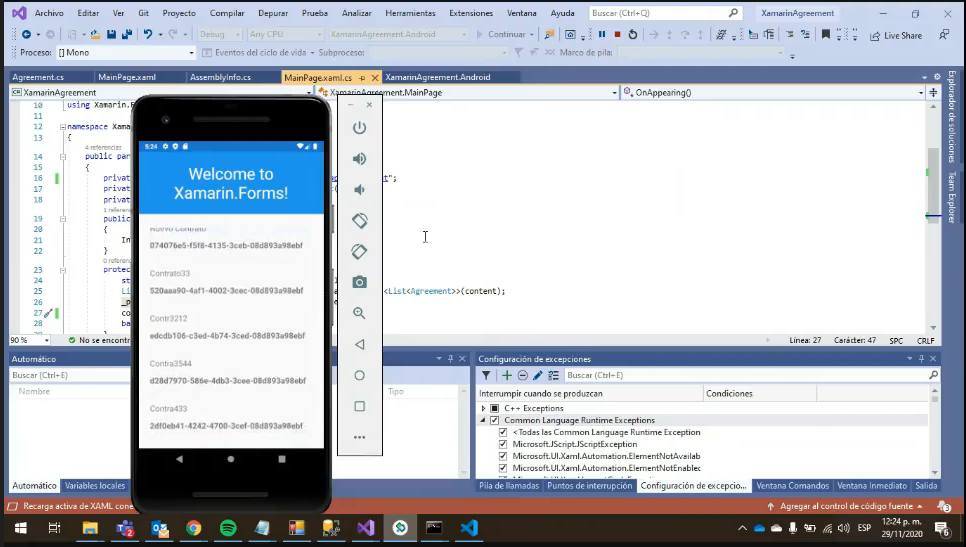 Archivo Editar Ver Git Proyecto Compilar Depurar Prueba Analizar Herramientas Extensiones Ventana Ayuda Buscar (Ctrl+Q) XamarinAgreement
Debug Any CPU XamarinAgreement.Android Continuar Live Share
Proceso: [] Mono Eventos del ciclo de vida Subproceso: Marco de pila:
Agreement.cs MainPage.xaml AssemblyInfo.cs MainPage.xaml.cs XamarinAgreement.Android
XamarinAgreement XamarinAgreement.MainPage OnAppearing()
10 using Xamarin.F
12 namespace Xama
13 {
4 referencias
14 public par
15 {
16 privat ";
17 privat
18 privat
1 referenci
19 public
20 {
21 In
22 }
0 referenci
23 protec
24 st
25 Lis <List<Agreement>>(content);
26 _p
27 co
28 ba
5:24
Welcome to
Xamarin.Forms!
Nuevo Contrato
074076e5-f5f8-4135-3ceb-08d893a98ebf
Contrato33
520aaa90-4af1-4002-3cec-08d893a98ebf
Contr3212
edcdb106-c3ed-4b74-3ced-08d893a98ebf
Contra3544
d28d7970-586e-4db3-3cee-08d893a98ebf
Contra433
2df0eb41-4242-4700-3cef-08d893a98ebf
90 % No se encontra Línea: 27 Carácter: 47 SPC CRLF
Automático
Buscar (Ctrl+E)
Nombre Tipo
Automático Variables locales
Configuración de excepciones
Buscar (Ctrl+E)
Interrumpir cuando se produzcan Condiciones
C++ Exceptions
Common Language Runtime Exceptions
<Todas las Common Language Runtime Exception
Microsoft.JScript.JScriptException
Microsoft.UI.Xaml.Automation.ElementNotAvailab
Microsoft.UI.Xaml.Automation.ElementNotEnablec
Pila de llamadas Puntos de interrupción Configuración de excepcio... Ventana Comandos Ventana Inmediato Salida
Explorador de soluciones
Team Explorer
Recarga activa de XAML cone Agregar al control de código fuente 3
ESP 12:24 p. m.
29/11/2020 6